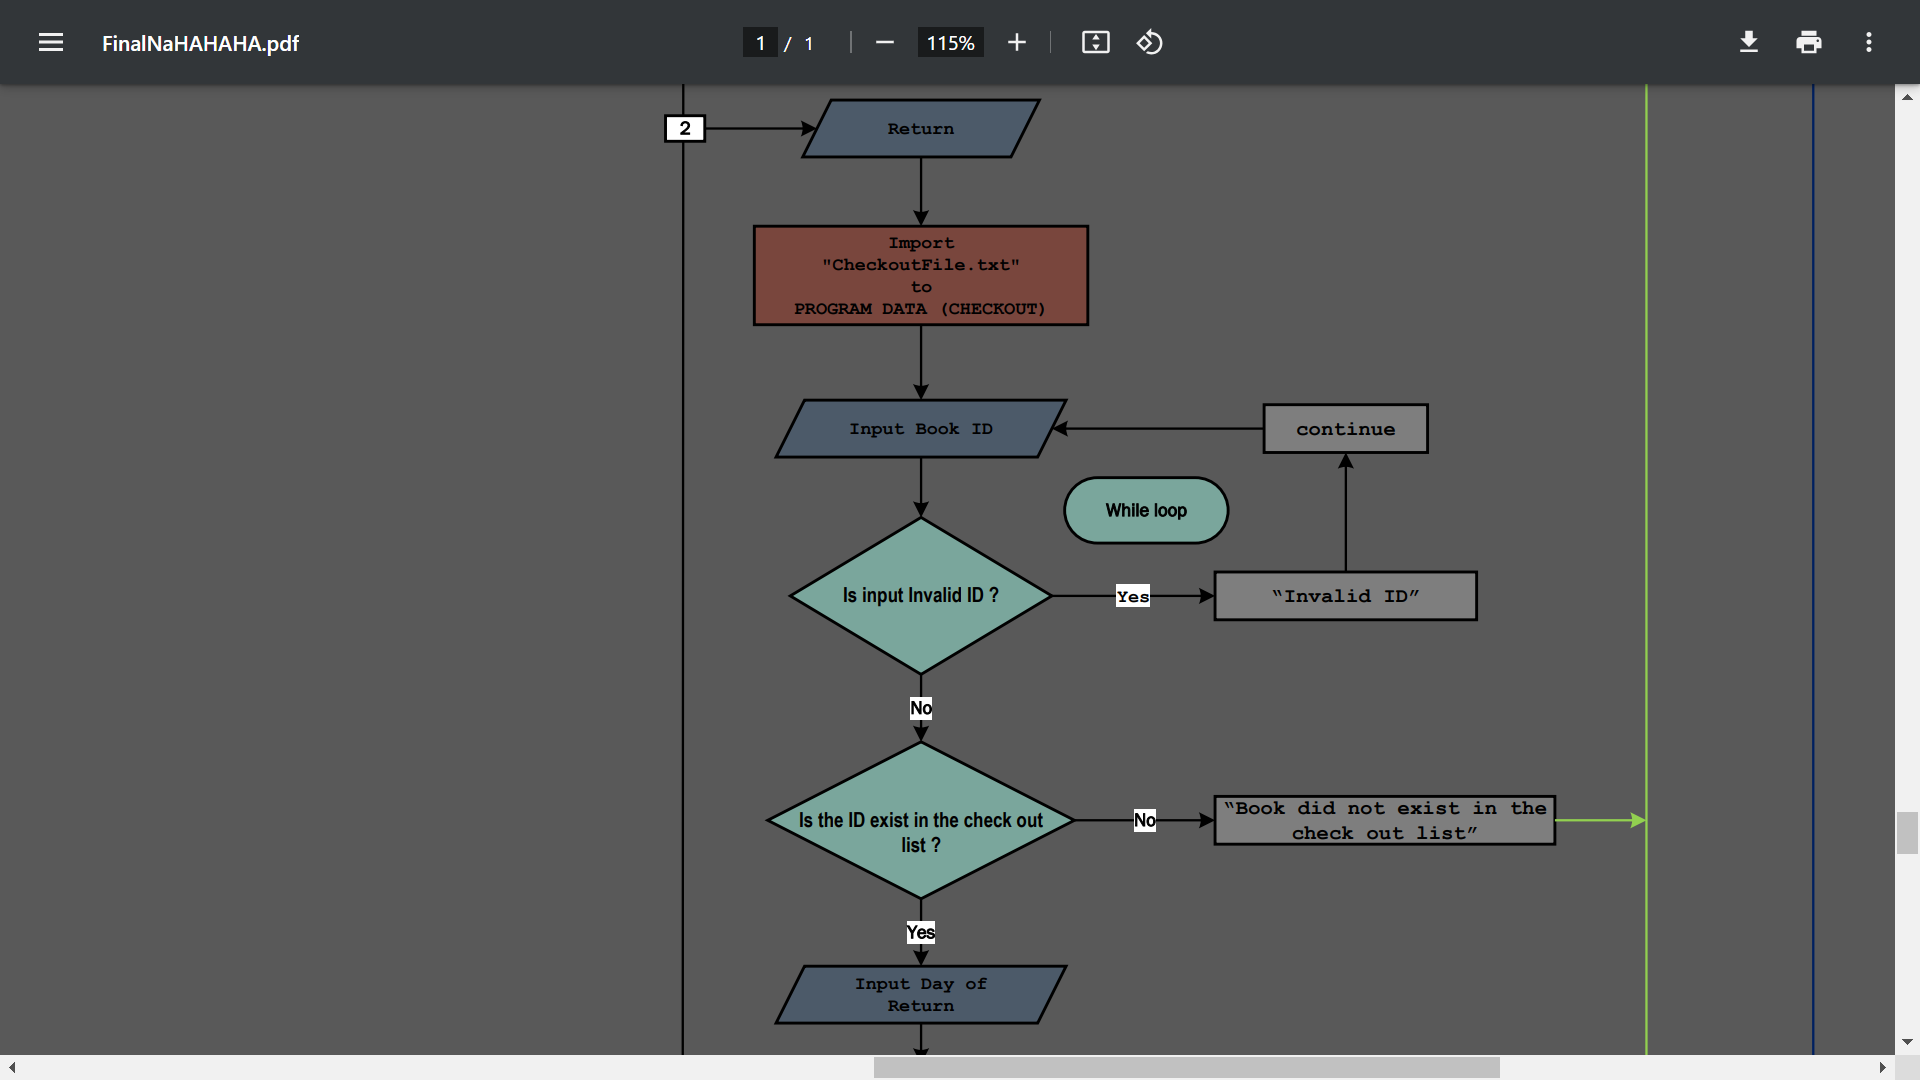 FinalNaHAHAHA.pdf
1 / 1
115%
2
Return
Import
"CheckoutFile.txt"
to
PROGRAM DATA (CHECKOUT)
Input Book ID
continue
While loop
Is input Invalid ID ?
Yes
“Invalid ID”
No
Is the ID exist in the check out
list ?
No
“Book did not exist in the
check out list”
Yes
Input Day of
Return